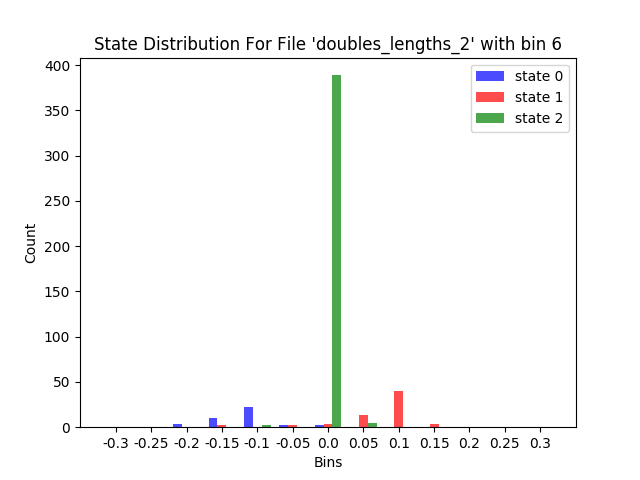 State Distribution For File 'doubles_lengths_2' with bin 6
state 0
state 1
state 2
400
350
300
250
200
150
100
50
0
Count
-0.3 -0.25 -0.2 -0.15 -0.1 -0.05 0.0 0.05 0.1 0.15 0.2 0.25 0.3
Bins